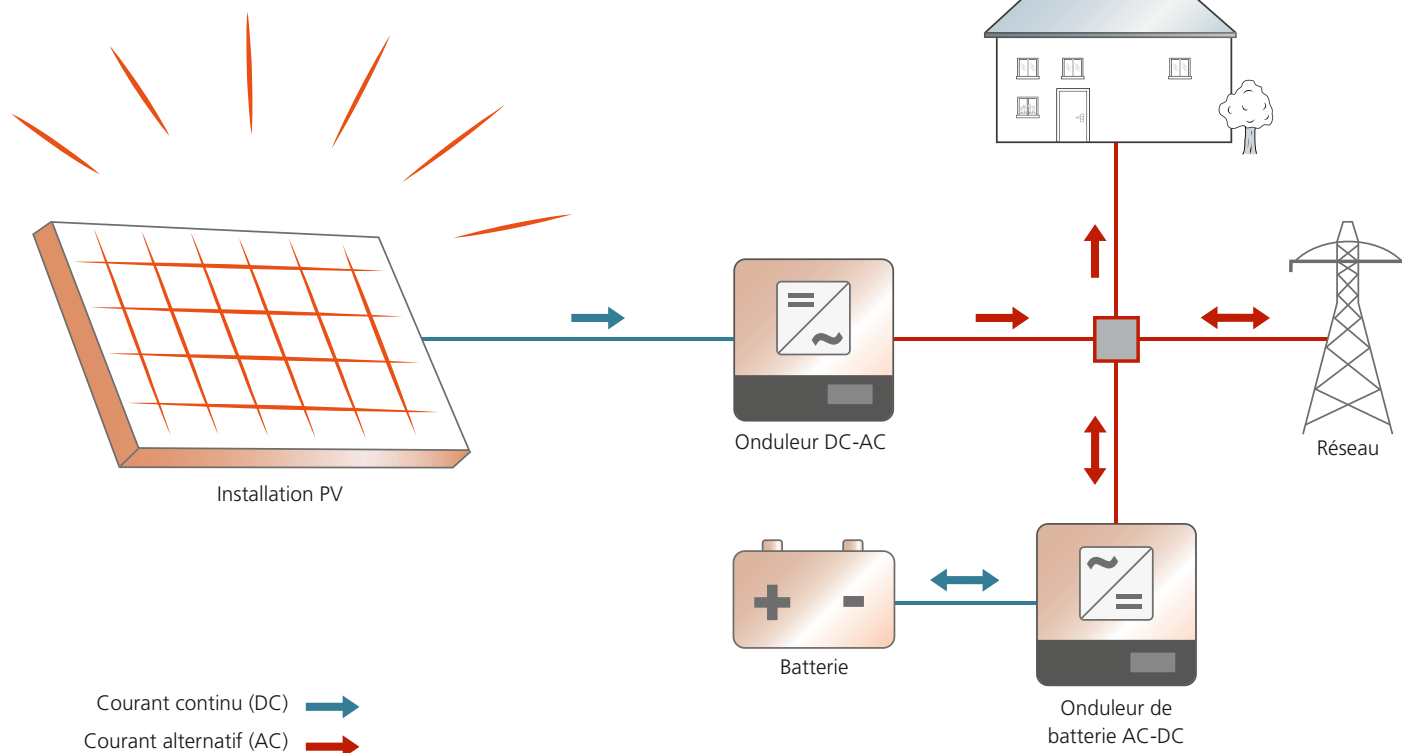 Onduleur DC-AC
Réseau
Installation PV
Batterie
Onduleur de
batterie AC-DC
Courant continu (DC)
Courant alternatif (AC)